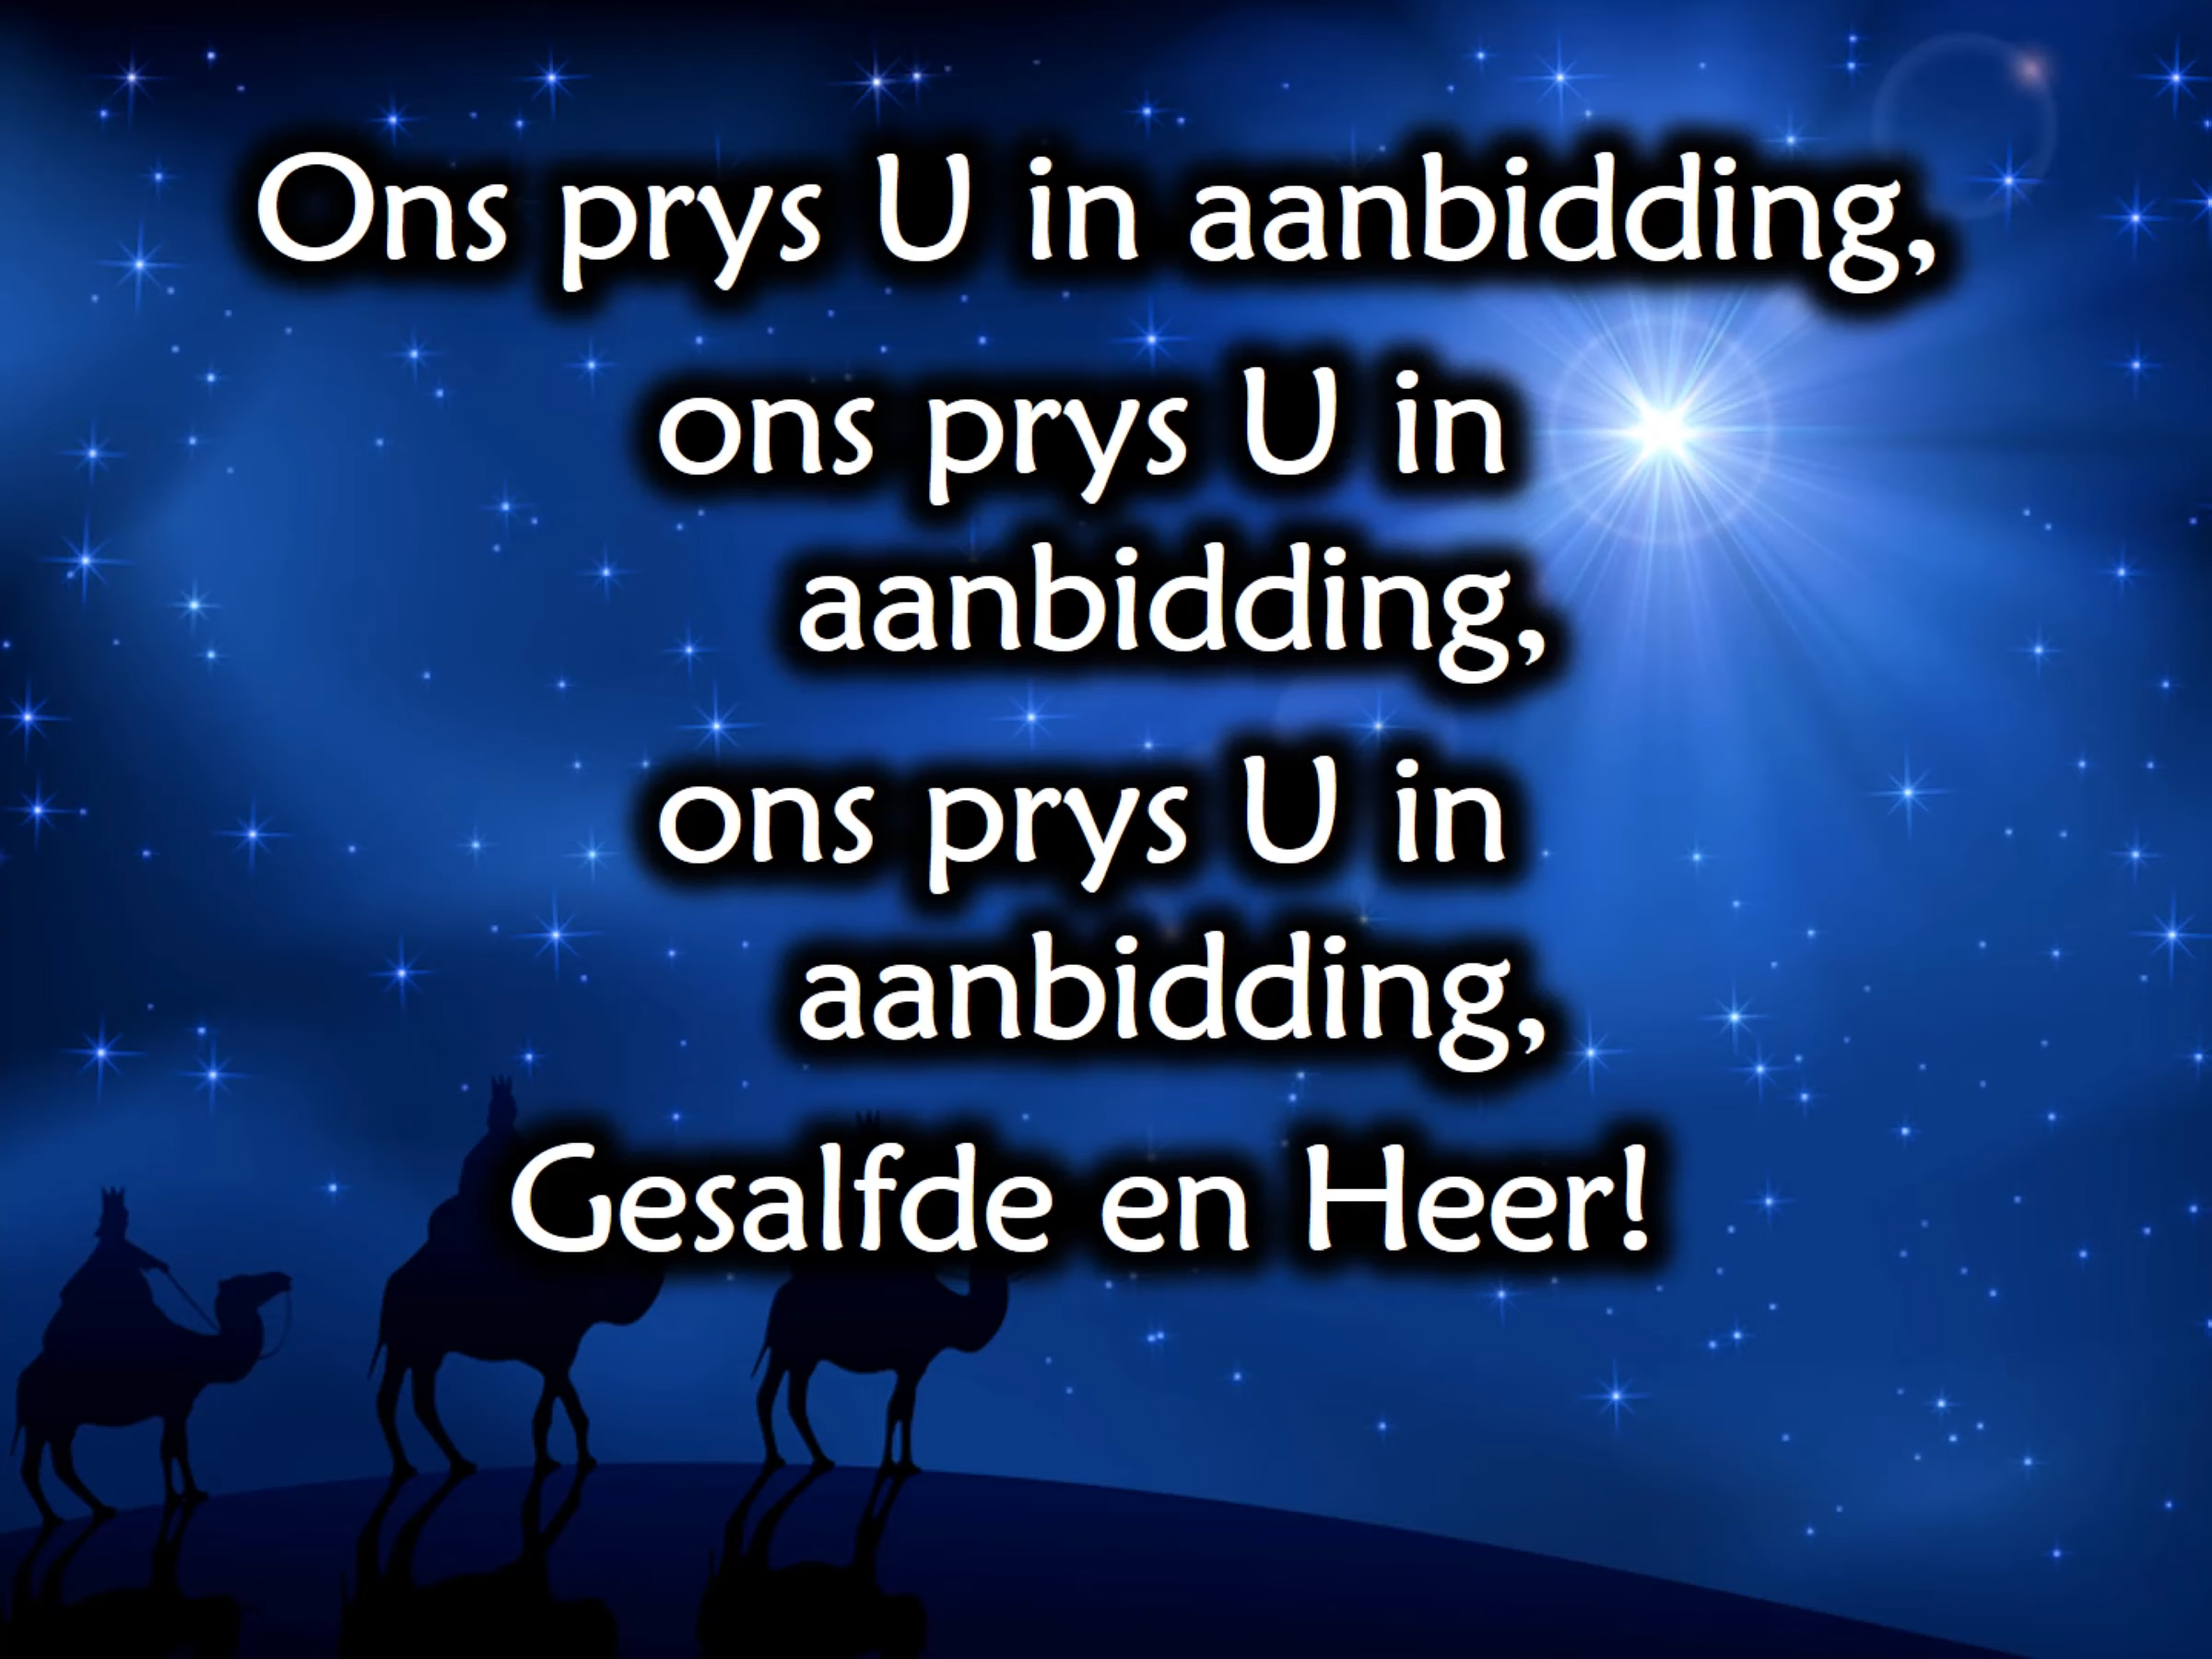 Ons prys U in aanbidding,
ons prys U in
aanbidding,
ons prys U in
aanbidding,
Gesalfde en Heer!